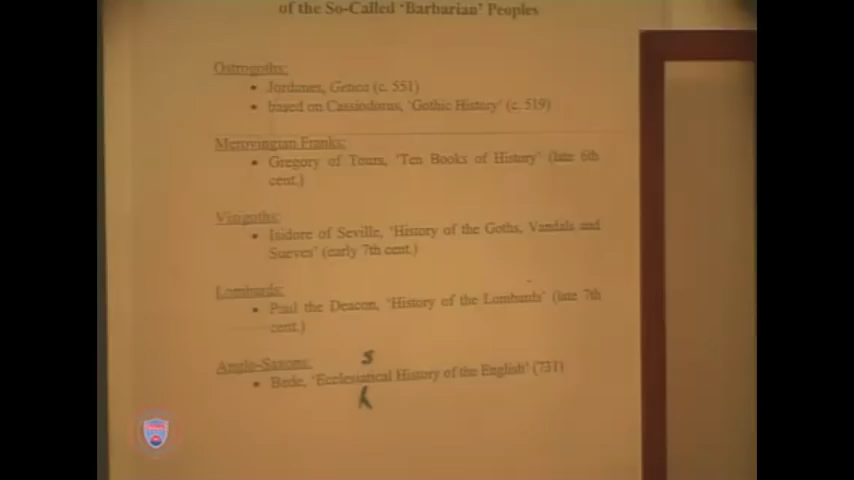 of the So-Called 'Barbarian' Peoples
Ostrogoths:
• Jordanes, Getica (c. 551)
• based on Cassiodorus, 'Gothic History' (c. 519)
Merovingian Franks:
• Gregory of Tours, 'Ten Books of History' (late 6th
cent.)
Visigoths:
• Isidore of Seville, 'History of the Goths, Vandals and
Sueves' (early 7th cent.)
Lombards:
• Paul the Deacon, 'History of the Lombards' (late 7th
cent.)
Anglo-Saxons:
s
• Bede, 'Ecclesiatical History of the English' (731)